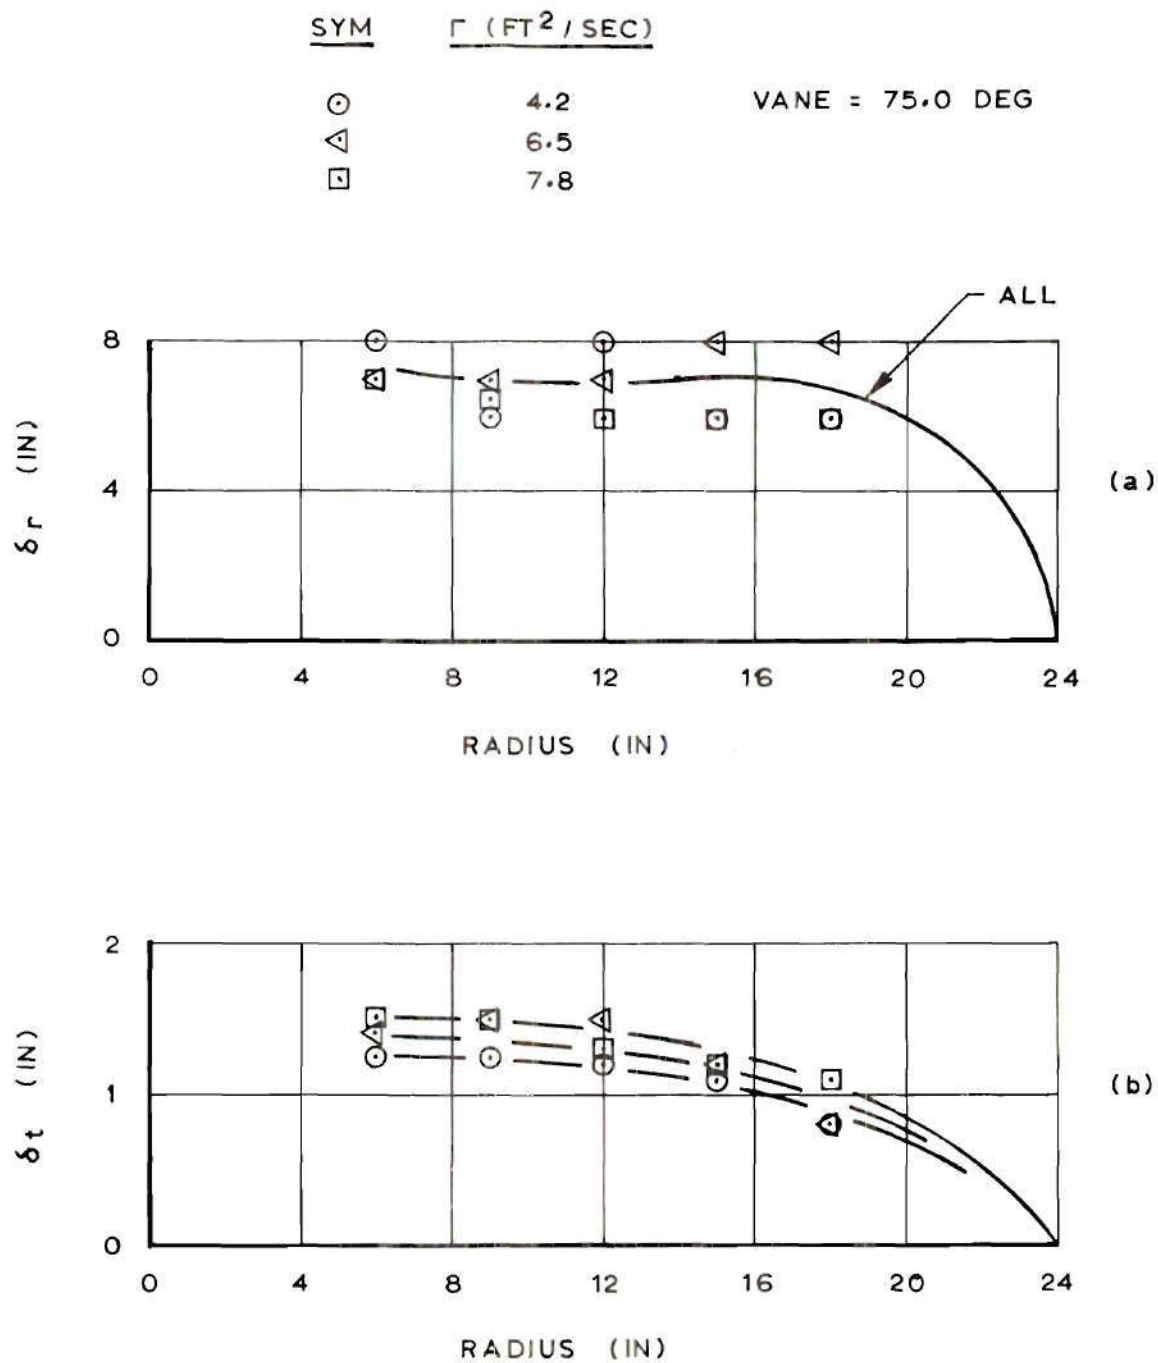 SYM Γ (FT²/SEC)
4.2 VANE = 75.0 DEG
6.5
7.8
ALL
8
4
0
δr (IN)
(a)
0 4 8 12 16 20 24
RADIUS (IN)
2
1
0
δt (IN)
(b)
0 4 8 12 16 20 24
RADIUS (IN)